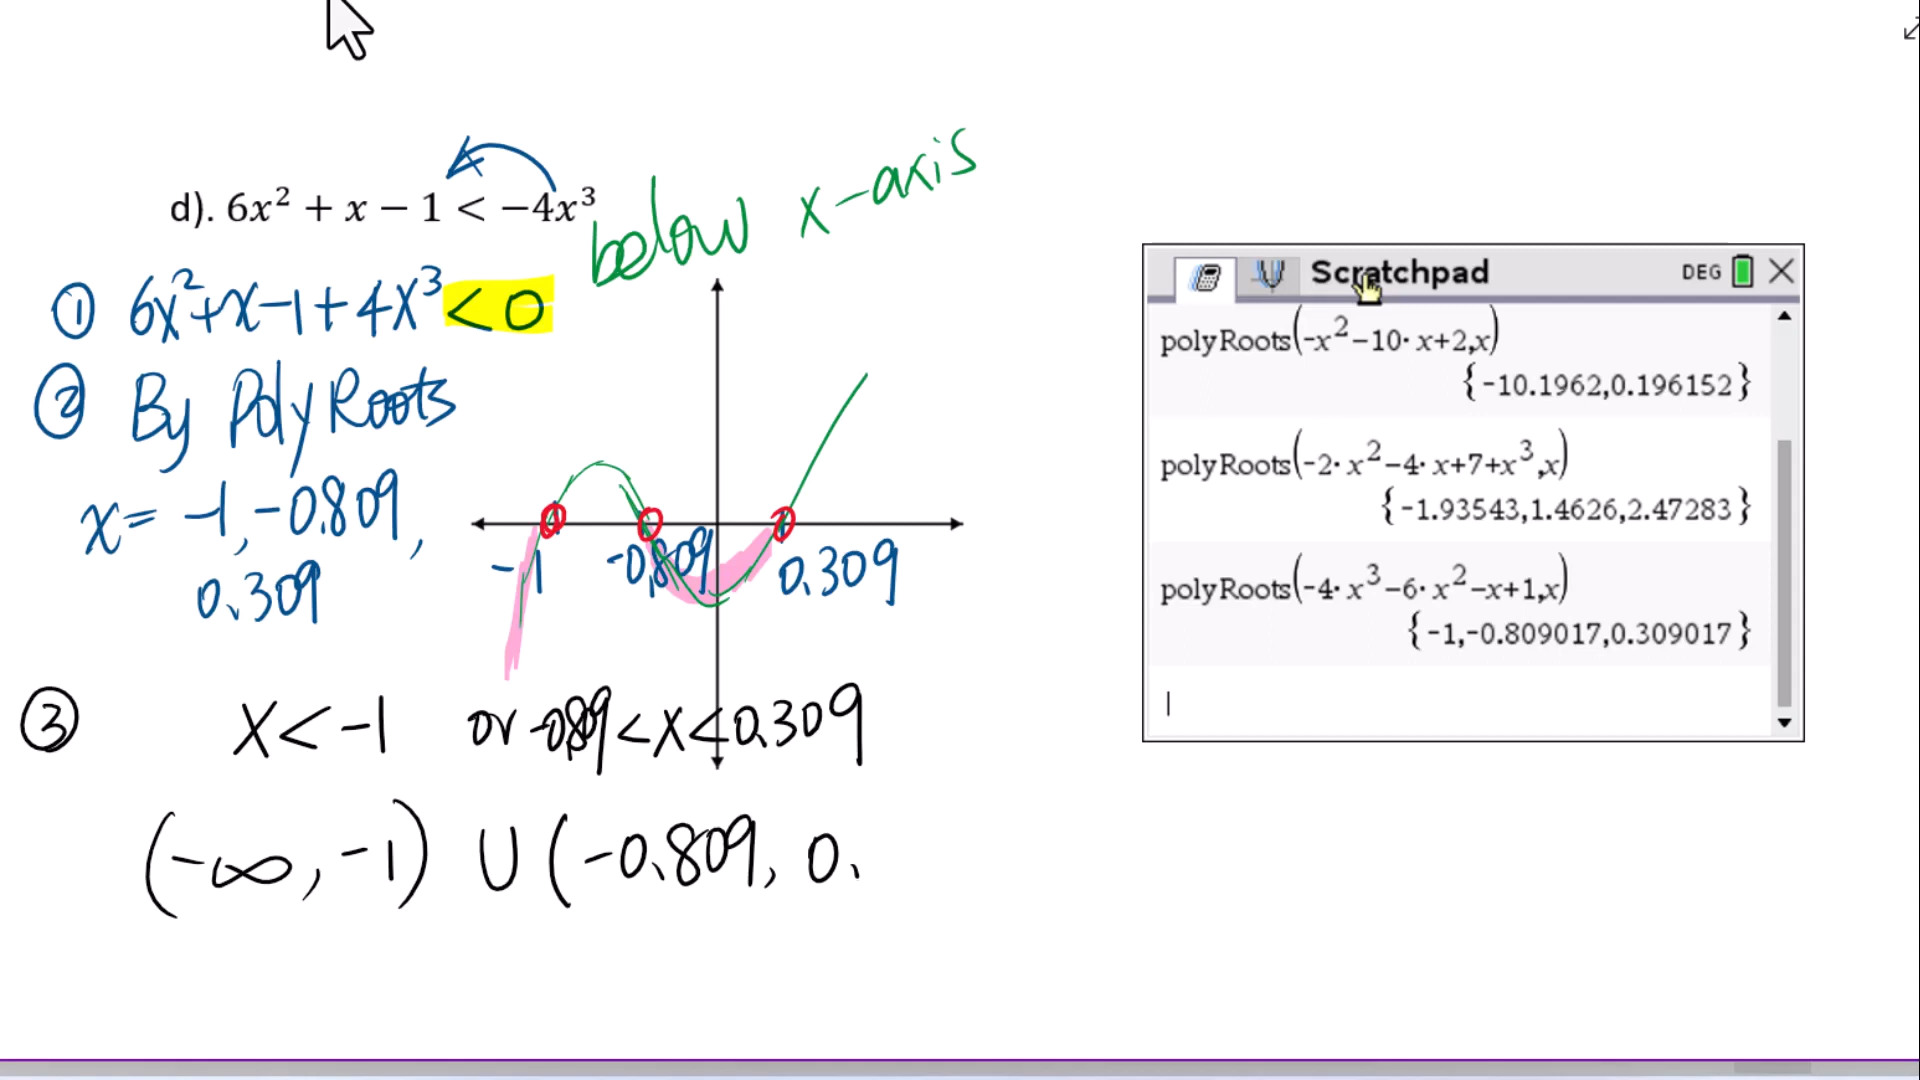 d). 6x² + x − 1 < −4x³
below x-axis
① 6x²+x-1+4x³ < 0
② By PolyRoots
x = -1, -0.809,
0.309
-1 -0.809 0.309
③ x < -1 or -0.809 < x < 0.309
(-∞, -1) ∪ (-0.809, 0.
Scratchpad
DEG
polyRoots(-x²−10·x+2,x)
{-10.1962,0.196152}
polyRoots(-2·x²−4·x+7+x³,x)
{-1.93543,1.4626,2.47283}
polyRoots(-4·x³−6·x²−x+1,x)
{-1,-0.809017,0.309017}